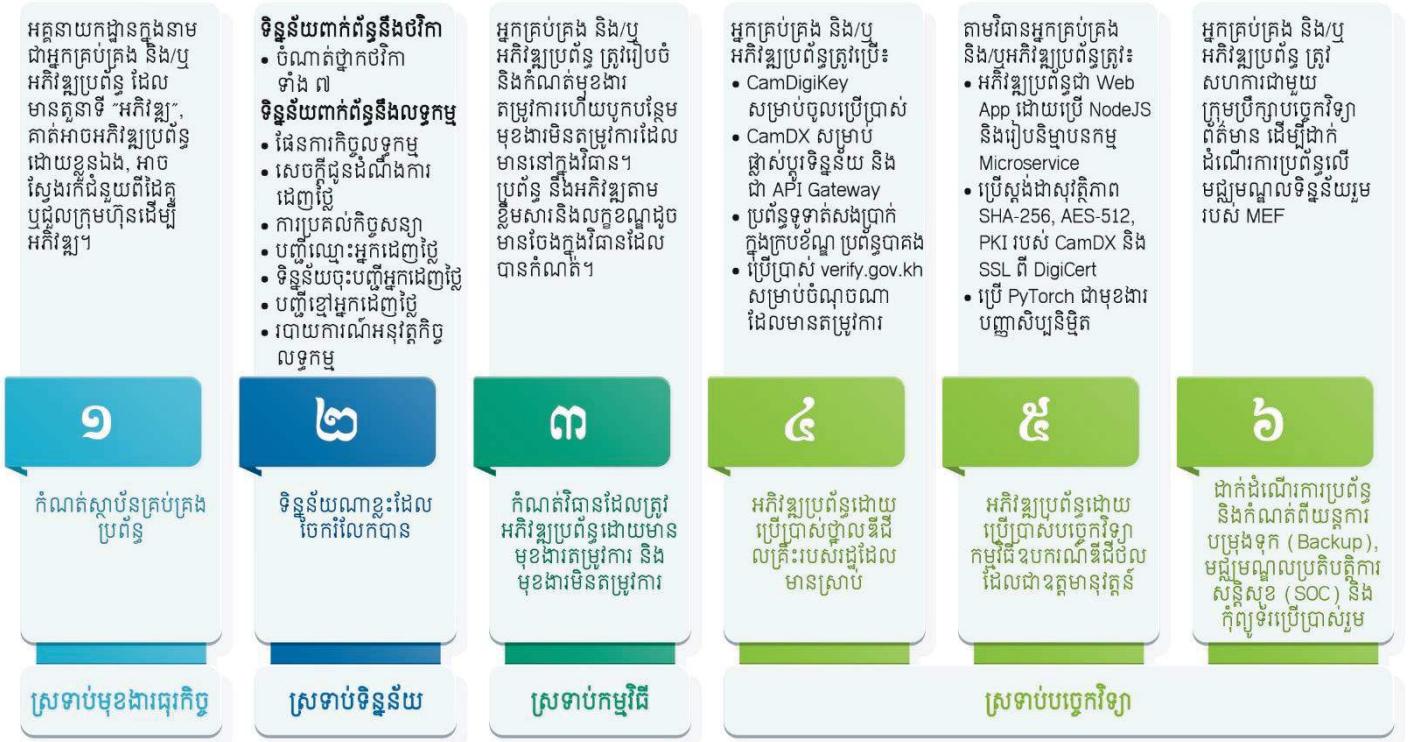 អគ្គនាយកដ្ឋានក្នុងនាម
ជាអ្នកគ្រប់គ្រង និង/ឬ
អភិវឌ្ឍប្រព័ន្ធ ដែល
មានតួនាទី “អភិវឌ្ឍ”,
គាត់អាចអភិវឌ្ឍប្រព័ន្ធ
ដោយខ្លួនឯង, អាច
ស្វែងរកជំនួយពីដៃគូ
ឬជួលក្រុមហ៊ុនដើម្បី
អភិវឌ្ឍ។
១
កំណត់ស្ថាប័នគ្រប់គ្រង
ប្រព័ន្ធ
ស្រទាប់មុខងារធុរកិច្ច
ទិន្នន័យពាក់ព័ន្ធនឹងថវិកា
• ចំណាត់ថ្នាក់ថវិកា
ទាំង ៧
ទិន្នន័យពាក់ព័ន្ធនឹងលទ្ធកម្ម
• ផែនការកិច្ចលទ្ធកម្ម
• សេចក្តីជូនដំណឹងការ
ដេញថ្លៃ
• ការប្រគល់កិច្ចសន្យា
• បញ្ជីឈ្មោះអ្នកដេញថ្លៃ
• ទិន្នន័យចុះបញ្ជីអ្នកដេញថ្លៃ
• បញ្ជីខ្មៅអ្នកដេញថ្លៃ
• របាយការណ៍អនុវត្តកិច្ច
លទ្ធកម្ម
២
ទិន្នន័យណាខ្លះដែល
ចែករំលែកបាន
ស្រទាប់ទិន្នន័យ
អ្នកគ្រប់គ្រង និង/ឬ
អភិវឌ្ឍប្រព័ន្ធ ត្រូវរៀបចំ
និងកំណត់មុខងារ
តម្រូវការហើយបូកបន្ថែម
មុខងារមិនតម្រូវការដែល
មាននៅក្នុងវិធាន។
ប្រព័ន្ធ នឹងអភិវឌ្ឍតាម
ខ្លឹមសារនិងលក្ខខណ្ឌដូច
មានចែងក្នុងវិធានដែល
បានកំណត់។
៣
កំណត់វិធានដែលត្រូវ
អភិវឌ្ឍប្រព័ន្ធដោយមាន
មុខងារតម្រូវការ និង
មុខងារមិនតម្រូវការ
ស្រទាប់កម្មវិធី
អ្នកគ្រប់គ្រង និង/ឬ
អភិវឌ្ឍប្រព័ន្ធត្រូវប្រើ៖
• CamDigiKey
សម្រាប់ចូលប្រើប្រាស់
• CamDX សម្រាប់
ផ្លាស់ប្តូរទិន្នន័យ និង
ជា API Gateway
• ប្រព័ន្ធទូទាត់សងប្រាក់
ក្នុងក្របខ័ណ្ឌ ប្រព័ន្ធបាគង
• ប្រើប្រាស់ verify.gov.kh
សម្រាប់ចំណុចណា
ដែលមានតម្រូវការ
៤
អភិវឌ្ឍប្រព័ន្ធដោយ
ប្រើប្រាស់ថ្នាលឌីជី
លគ្រឹះរបស់រដ្ឋដែល
មានស្រាប់
តាមវិធានអ្នកគ្រប់គ្រង
និង/ឬអភិវឌ្ឍប្រព័ន្ធត្រូវ៖
• អភិវឌ្ឍប្រព័ន្ធជា Web
App ដោយប្រើ NodeJS
និងរៀបនិម្មាបនកម្ម
Microservice
• ប្រើស្តង់ដាសុវត្ថិភាព
SHA-256, AES-512,
PKI របស់ CamDX និង
SSL ពី DigiCert
• ប្រើ PyTorch ជាមុខងារ
បញ្ញាសិប្បនិម្មិត
៥
អភិវឌ្ឍប្រព័ន្ធដោយ
ប្រើប្រាស់បច្ចេកវិទ្យា
កម្មវិធីឧបករណ៍ឌីជីថល
ដែលជាឧត្តមានុវត្តន៍
អ្នកគ្រប់គ្រង និង/ឬ
អភិវឌ្ឍប្រព័ន្ធ ត្រូវ
សហការជាមួយ
ក្រុមប្រឹក្សាបច្ចេកវិទ្យា
ព័ត៌មាន ដើម្បីដាក់
ដំណើរការប្រព័ន្ធលើ
មជ្ឈមណ្ឌលទិន្នន័យរួម
របស់ MEF
៦
ដាក់ដំណើរការប្រព័ន្ធ
និងកំណត់ពីយន្តការ
បម្រុងទុក (Backup),
មជ្ឈមណ្ឌលប្រតិបត្តិការ
សន្តិសុខ (SOC) និង
កុំព្យូទ័រប្រើប្រាស់រួម
ស្រទាប់បច្ចេកវិទ្យា